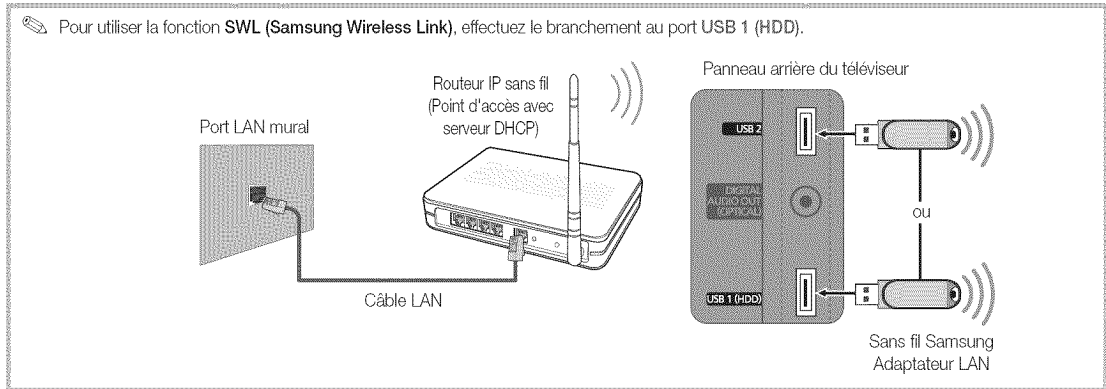 Pour utiliser la fonction SWL (Samsung Wireless Link), effectuez le branchement au port USB 1 (HDD).
Panneau arrière du téléviseur
Routeur IP sans fil
(Point d'accès avec
serveur DHCP)
Port LAN mural
USB 2
DIGITAL
AUDIO OUT
(OPTICAL)
ou
USB 1 (HDD)
Câble LAN
Sans fil Samsung
Adaptateur LAN